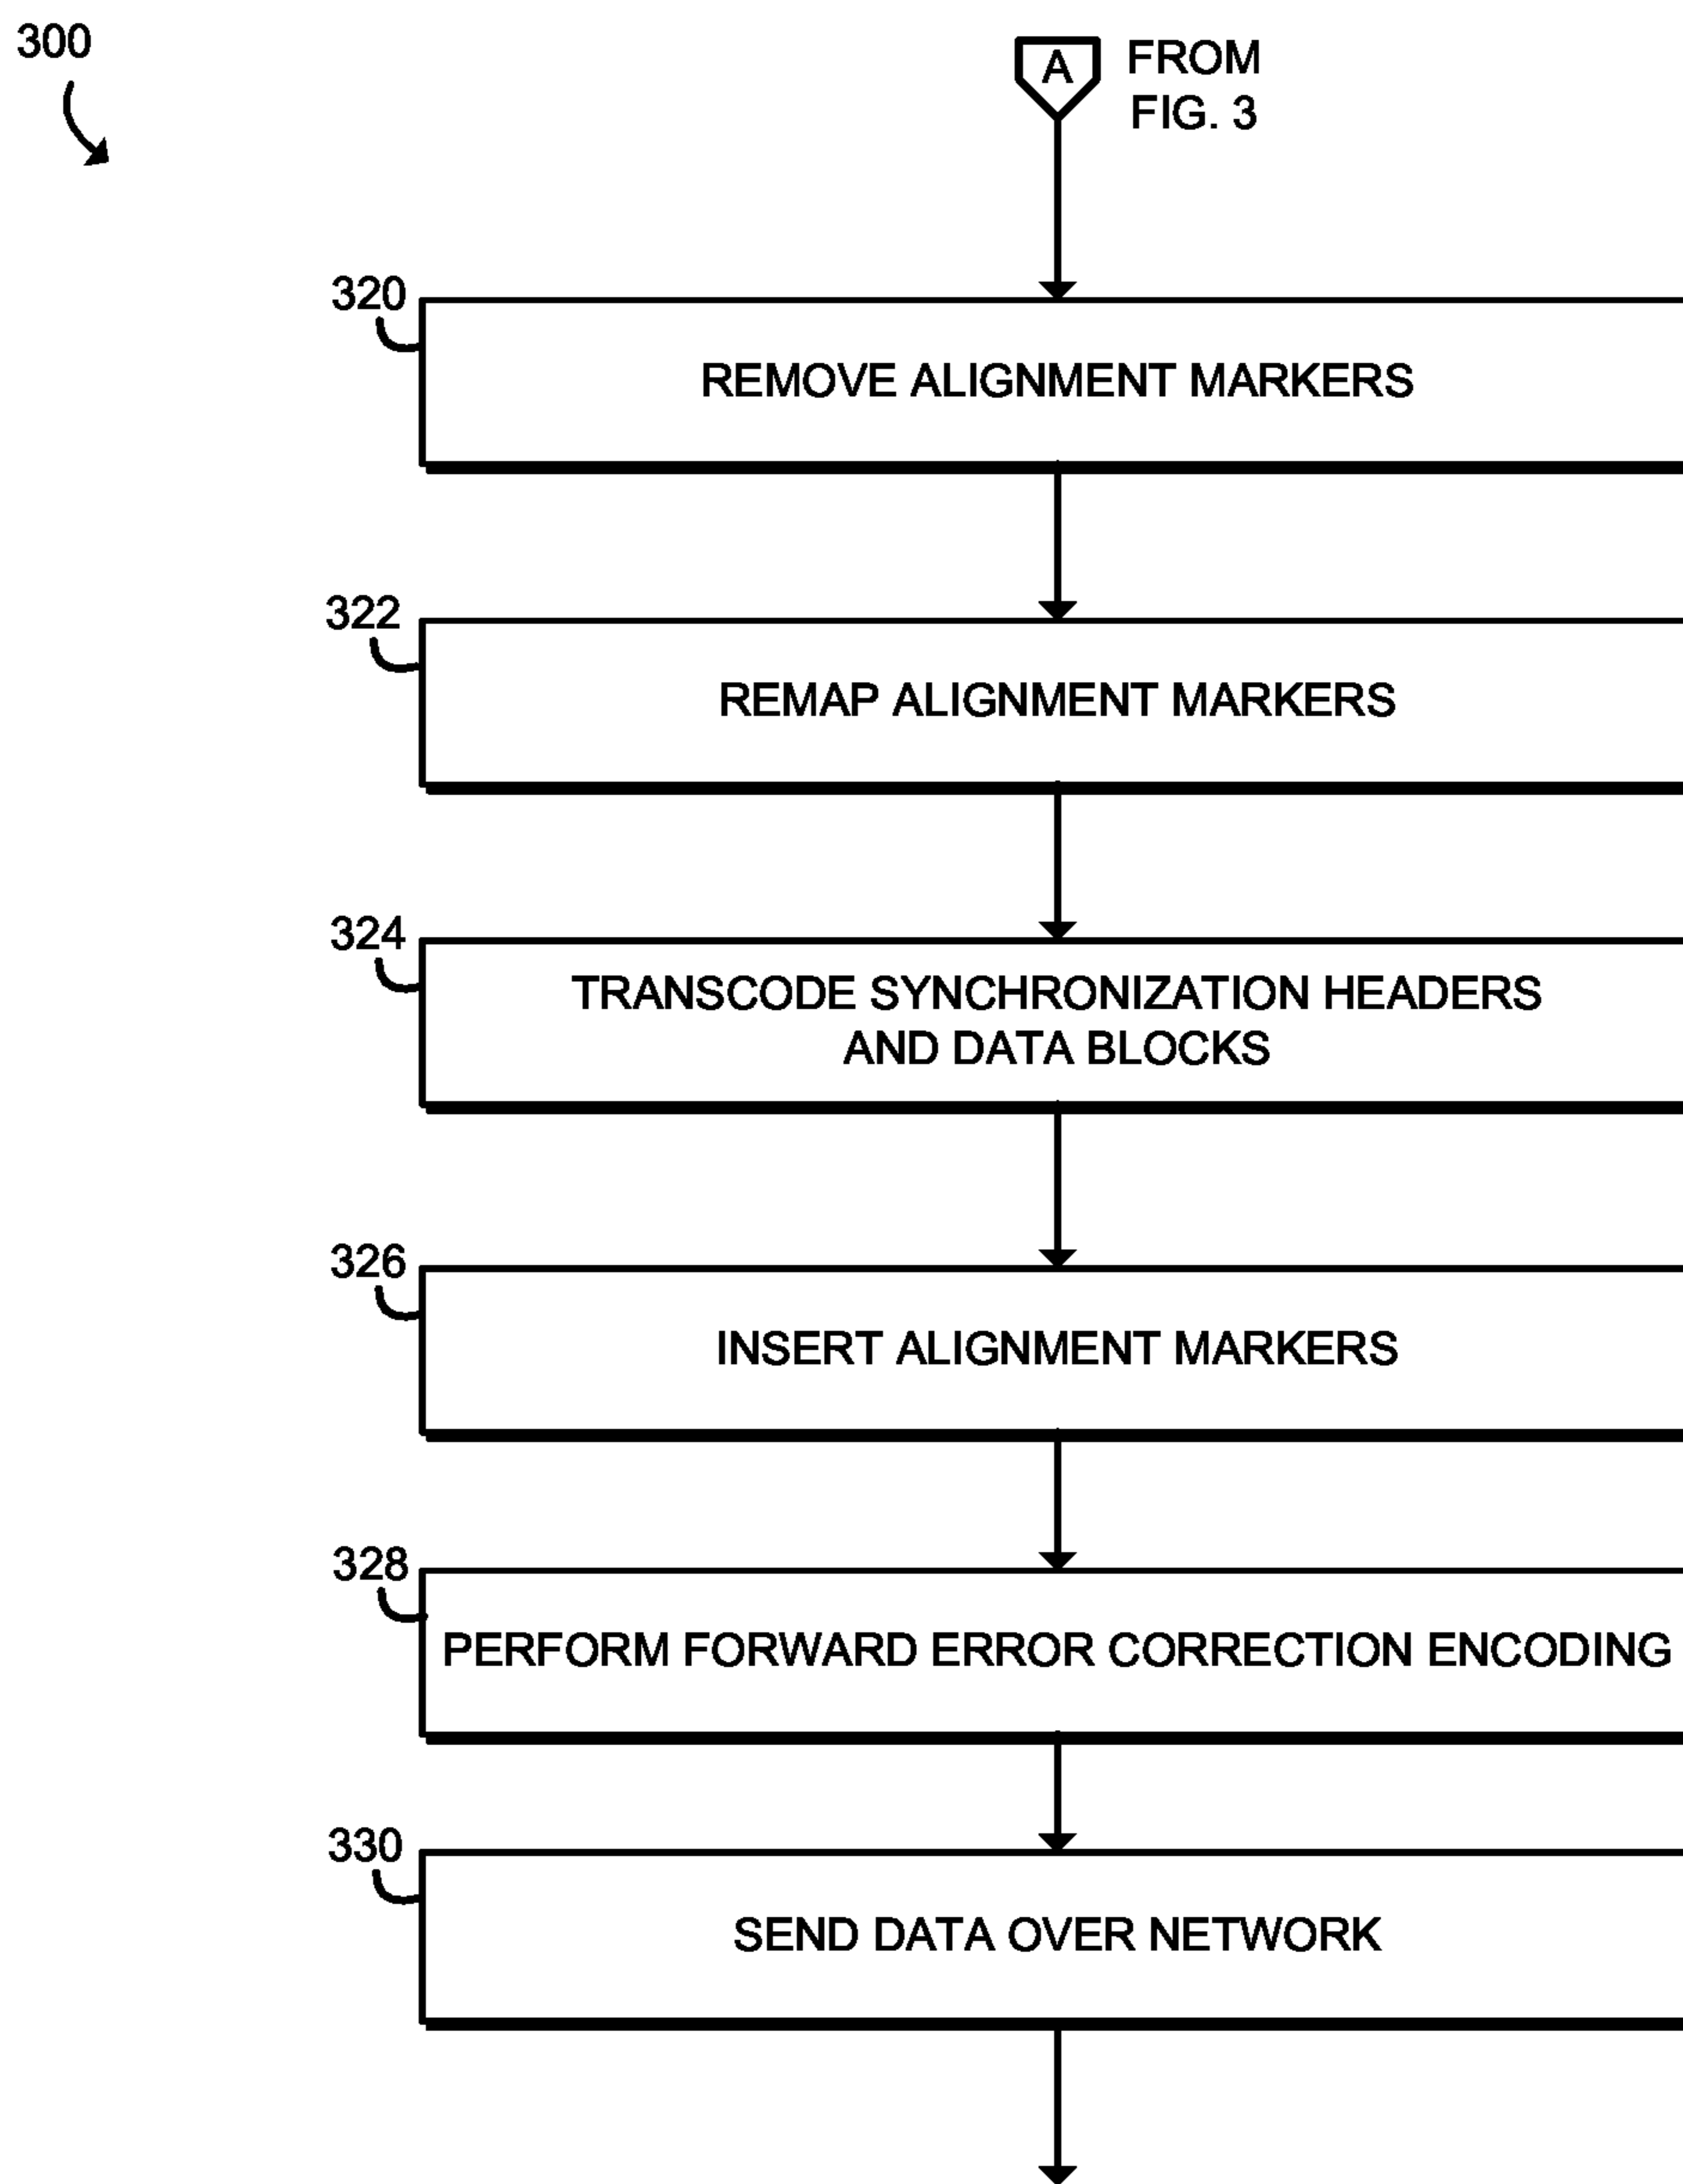 300
A
FROM
FIG. 3
320
REMOVE ALIGNMENT MARKERS
322
REMAP ALIGNMENT MARKERS
324
TRANSCODE SYNCHRONIZATION HEADERS
AND DATA BLOCKS
326
INSERT ALIGNMENT MARKERS
328
PERFORM FORWARD ERROR CORRECTION ENCODING
330
SEND DATA OVER NETWORK